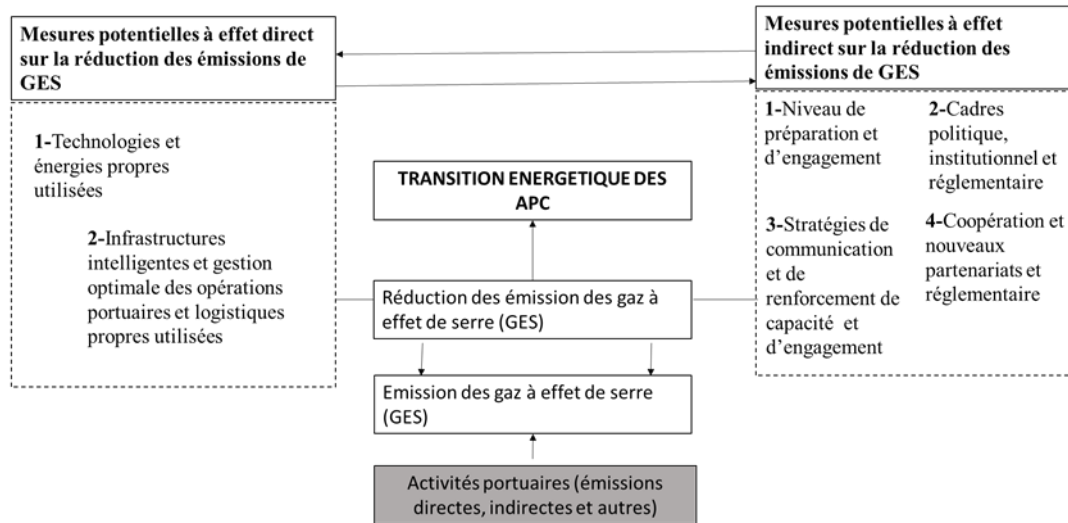 Mesures potentielles à effet direct
sur la réduction des émissions de
GES
1-Technologies et
énergies propres
utilisées
2-Infrastructures
intelligentes et gestion
optimale des opérations
portuaires et logistiques
propres utilisées
TRANSITION ENERGETIQUE DES
APC
Réduction des émission des gaz à
effet de serre (GES)
Emission des gaz à effet de serre
(GES)
Activités portuaires (émissions
directes, indirectes et autres)
Mesures potentielles à effet
indirect sur la réduction des
émissions de GES
1-Niveau de
préparation et
d’engagement
2-Cadres
politique,
institutionnel et
réglementaire
3-Stratégies de
communication
et de
renforcement de
capacité et
d’engagement
4-Coopération et
nouveaux
partenariats et
réglementaire